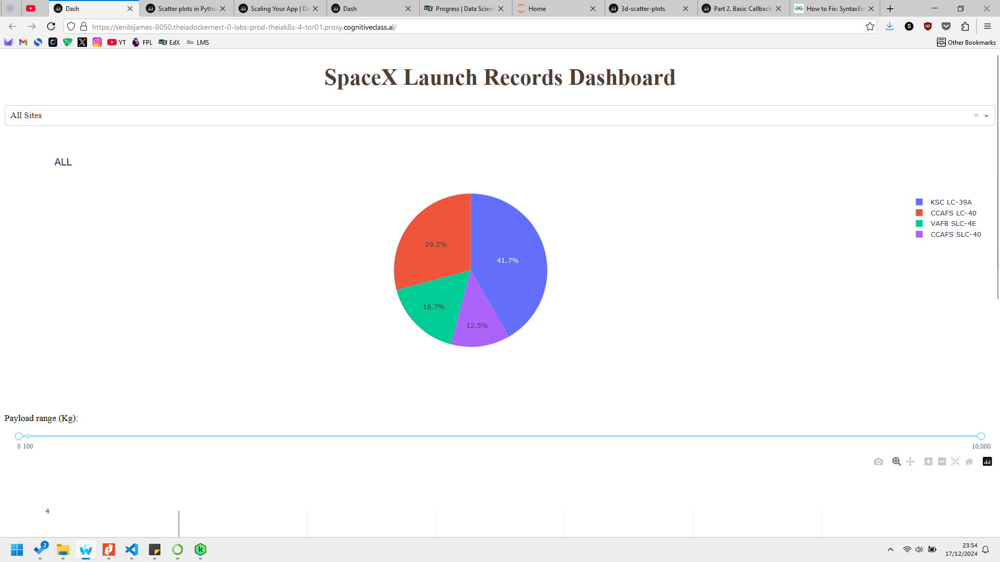 Dash
Scatter plots in Pytho
Scaling Your App | Da
Dash
Progress | Data Scienc
Home
3d-scatter-plots
Part 2. Basic Callbacks
How to Fix: SyntaxErr
https://senibijames-8050.theiadockernext-0-labs-prod-theiak8s-4-tor01.proxy.cognitiveclass.ai/
YT
FPL
EdX
LMS
Other Bookmarks
SpaceX Launch Records Dashboard
All Sites
ALL
KSC LC-39A
CCAFS LC-40
VAFB SLC-4E
CCAFS SLC-40
29.2%
41.7%
16.7%
12.5%
Payload range (Kg):
0 100
10,000
4
2
23:54
17/12/2024